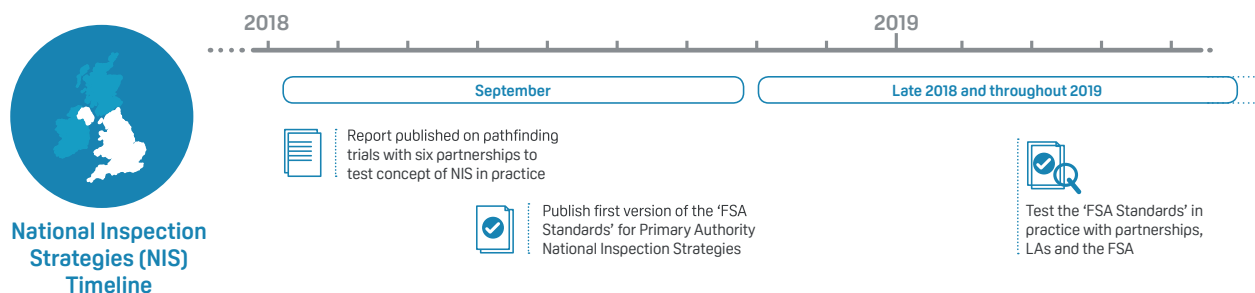 2018
2019
September
Late 2018 and throughout 2019
Report published on pathfinding
trials with six partnerships to
test concept of NIS in practice
Publish first version of the ‘FSA
Standards’ for Primary Authority
National Inspection Strategies
Test the ‘FSA Standards’ in
practice with partnerships,
LAs and the FSA
National Inspection
Strategies (NIS)
Timeline